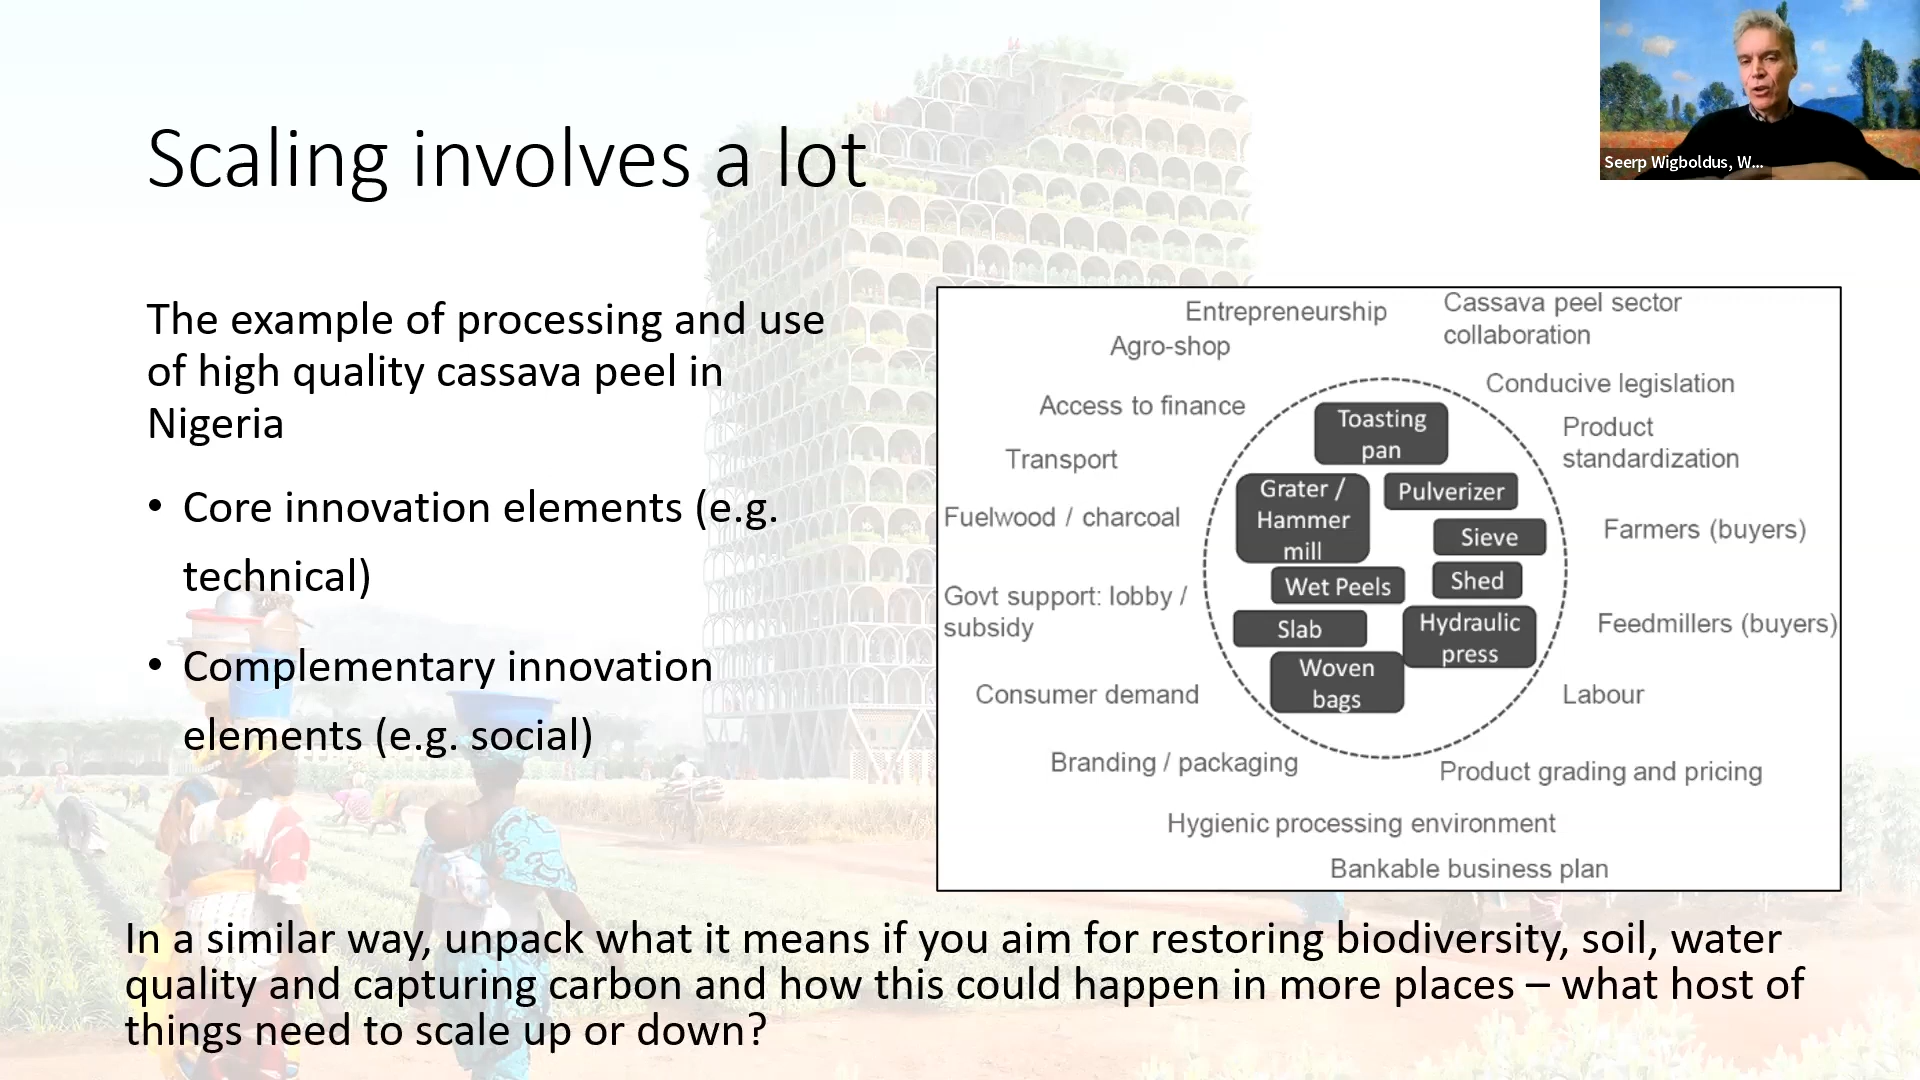 Seerp Wigboldus, W...
Scaling involves a lot
The example of processing and use
of high quality cassava peel in
Nigeria
• Core innovation elements (e.g.
technical)
• Complementary innovation
elements (e.g. social)
Entrepreneurship
Cassava peel sector
collaboration
Agro-shop
Conducive legislation
Access to finance
Product
standardization
Transport
Fuelwood / charcoal
Farmers (buyers)
Govt support: lobby /
subsidy
Feedmillers (buyers)
Consumer demand
Labour
Branding / packaging
Product grading and pricing
Hygienic processing environment
Bankable business plan
Toasting
pan
Grater /
Hammer
mill
Pulverizer
Sieve
Wet Peels
Shed
Slab
Hydraulic
press
Woven
bags
In a similar way, unpack what it means if you aim for restoring biodiversity, soil, water
quality and capturing carbon and how this could happen in more places – what host of
things need to scale up or down?